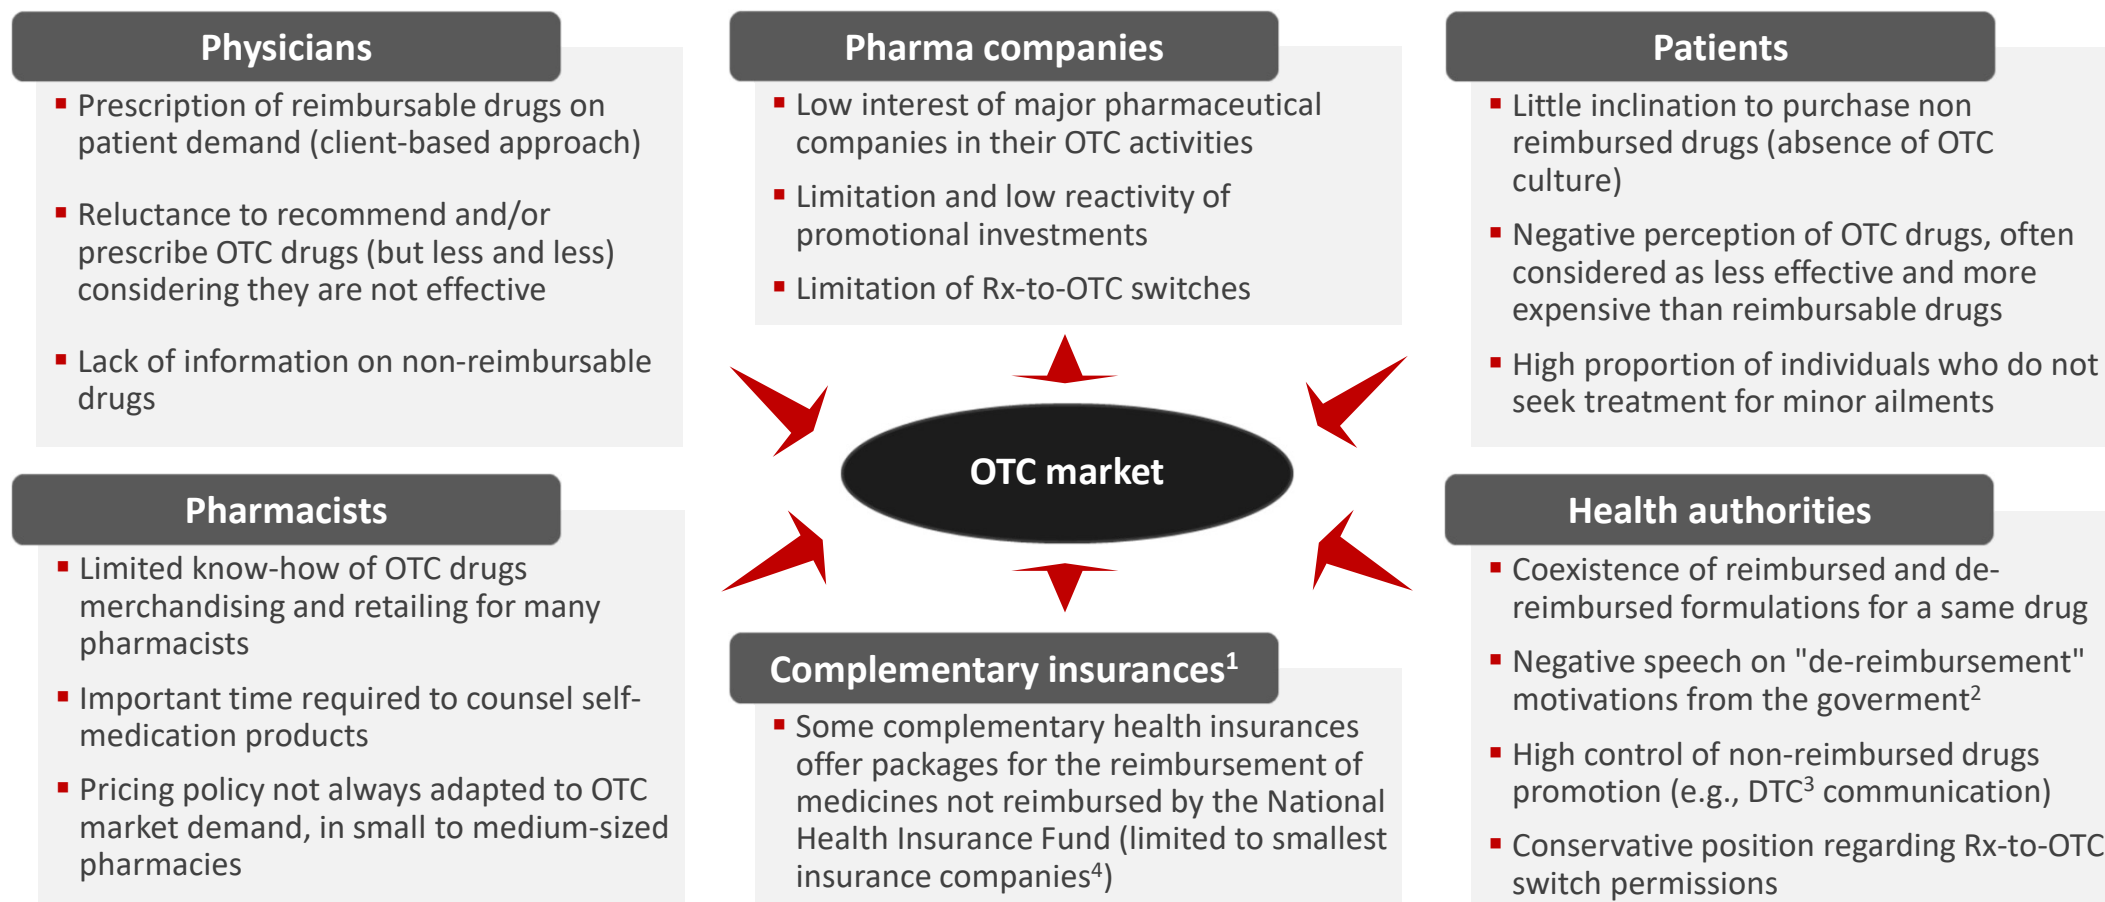 Physicians
▪ Prescription of reimbursable drugs on
patient demand (client-based approach)
▪ Reluctance to recommend and/or
prescribe OTC drugs (but less and less)
considering they are not effective
▪ Lack of information on non-reimbursable
drugs
Pharma companies
▪ Low interest of major pharmaceutical
companies in their OTC activities
▪ Limitation and low reactivity of
promotional investments
▪ Limitation of Rx-to-OTC switches
Patients
▪ Little inclination to purchase non
reimbursed drugs (absence of OTC
culture)
▪ Negative perception of OTC drugs, often
considered as less effective and more
expensive than reimbursable drugs
▪ High proportion of individuals who do not
seek treatment for minor ailments
OTC market
Pharmacists
▪ Limited know-how of OTC drugs
merchandising and retailing for many
pharmacists
▪ Important time required to counsel self-
medication products
▪ Pricing policy not always adapted to OTC
market demand, in small to medium-sized
pharmacies
Complementary insurances¹
▪ Some complementary health insurances
offer packages for the reimbursement of
medicines not reimbursed by the National
Health Insurance Fund (limited to smallest
insurance companies⁴)
Health authorities
▪ Coexistence of reimbursed and de-
reimbursed formulations for a same drug
▪ Negative speech on "de-reimbursement"
motivations from the goverment²
▪ High control of non-reimbursed drugs
promotion (e.g., DTC³ communication)
▪ Conservative position regarding Rx-to-OTC
switch permissions